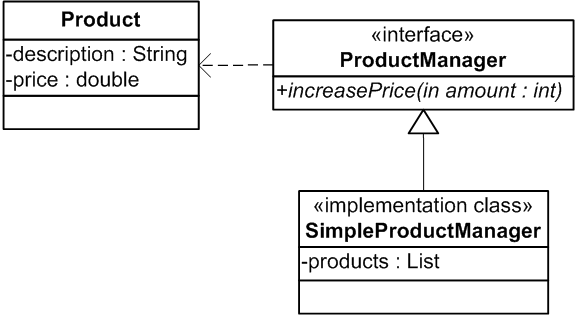 Product
-description : String
-price : double
«interface»
ProductManager
+increasePrice(in amount : int)
«implementation class»
SimpleProductManager
-products : List